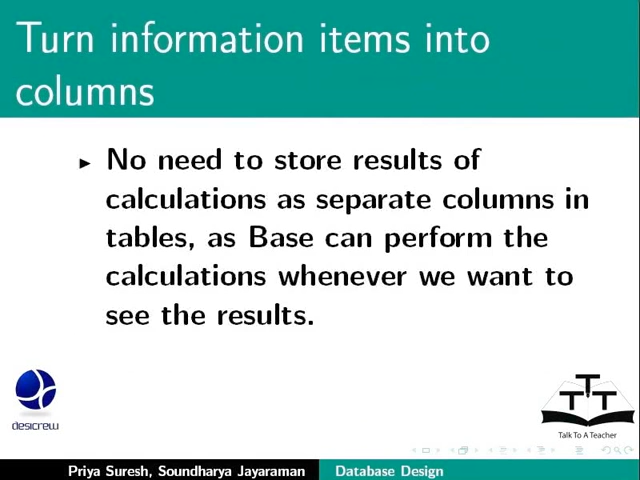 Turn information items into
columns
No need to store results of
calculations as separate columns in
tables, as Base can perform the
calculations whenever we want to
see the results.
desicrew
TTT
Talk To A Teacher
Priya Suresh, Soundharya Jayaraman Database Design